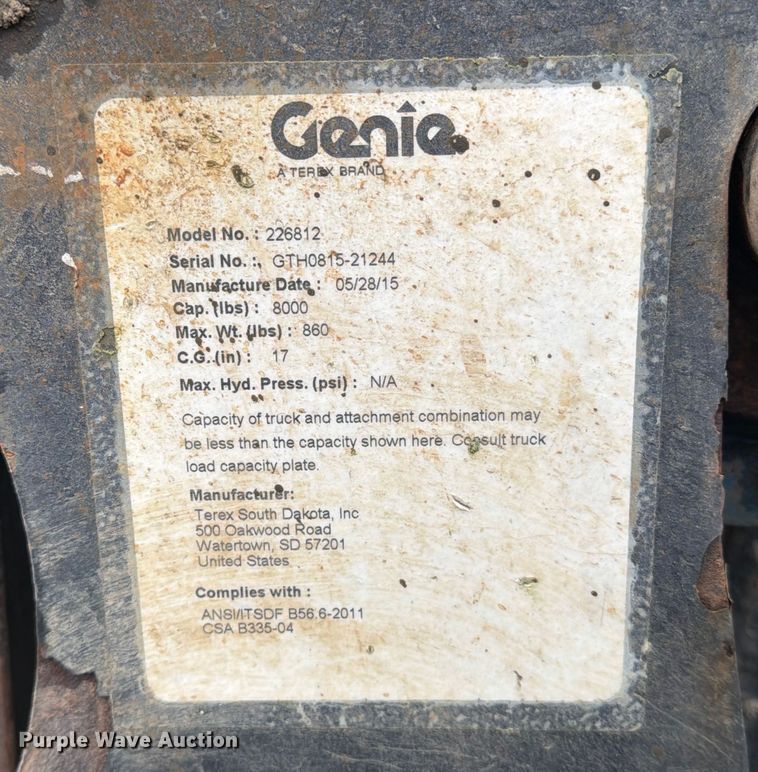 Genie
A TEREX BRAND
Model No. : 226812
Serial No. : GTH0815-21244
Manufacture Date : 05/28/15
Cap. (lbs) : 8000
Max. Wt. (lbs) : 860
C.G. (in) : 17
Max. Hyd. Press. (psi) : N/A
Capacity of truck and attachment combination may
be less than the capacity shown here. Consult truck
load capacity plate.
Manufacturer:
Terex South Dakota, Inc
500 Oakwood Road
Watertown, SD 57201
United States
Complies with :
ANSI/ITSDF B56.6-2011
CSA B335-04
Purple Wave Auction